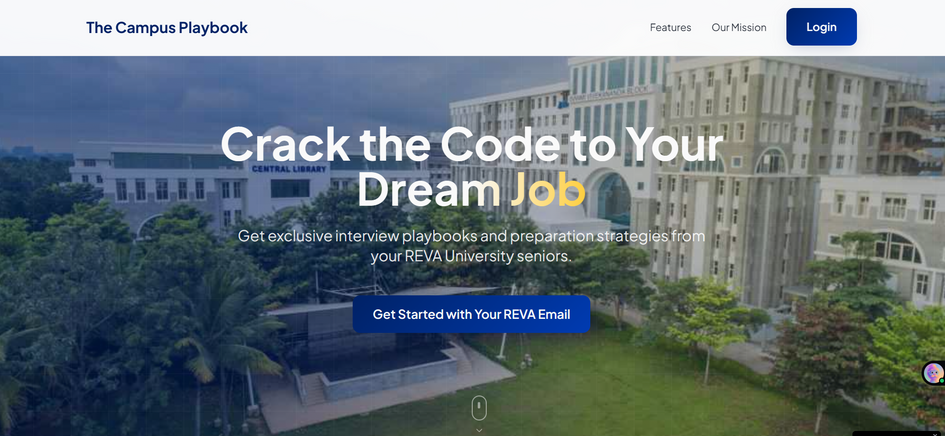 The Campus Playbook
Features
Our Mission
Login
CENTRAL LIBRARY
Crack the Code to Your
Dream Job
Get exclusive interview playbooks and preparation strategies from
your REVA University seniors.
Get Started with Your REVA Email